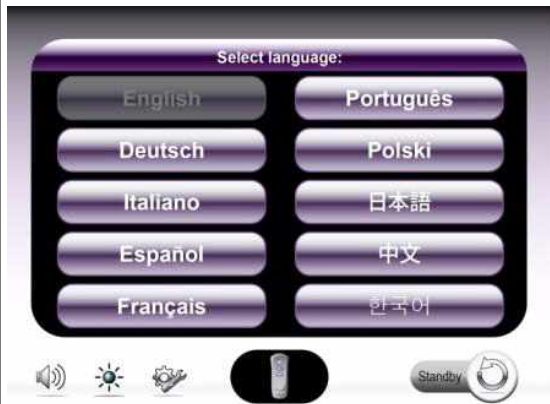 Select language:
English
Português
Deutsch
Polski
Italiano
日本語
Español
中文
Français
한국어
Standby